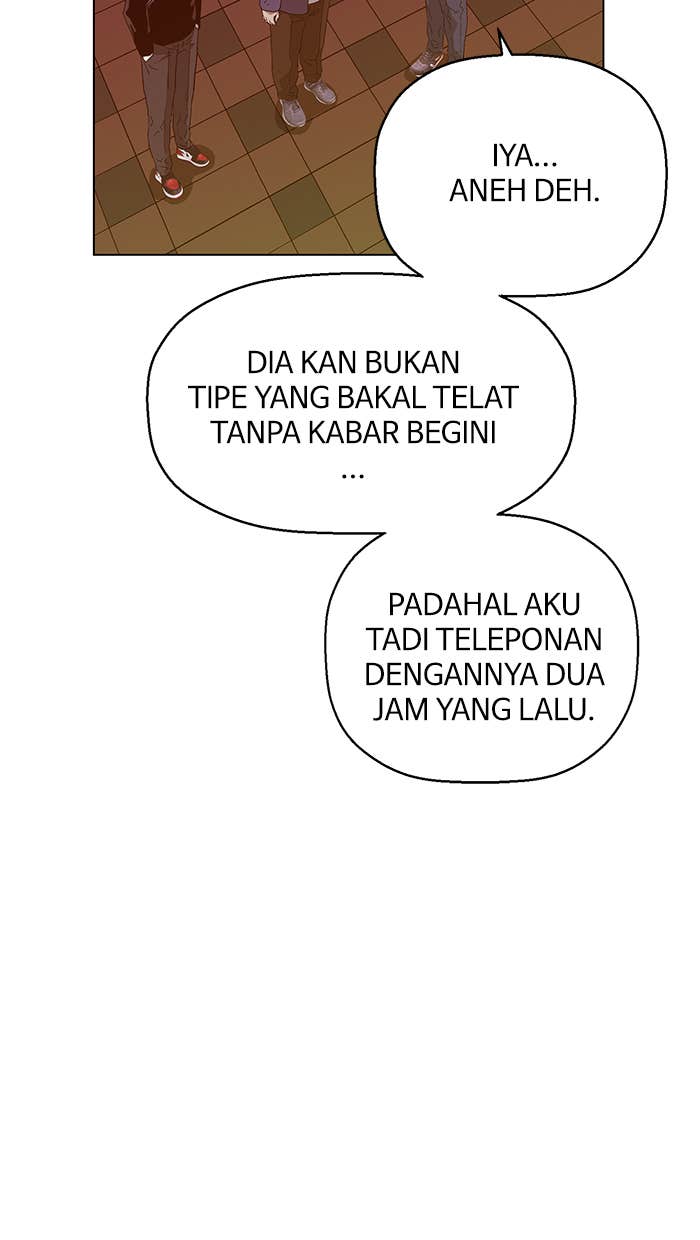 IYA...
ANEH DEH.
DIA KAN BUKAN
TIPE YANG BAKAL TELAT
TANPA KABAR BEGINI
...
PADAHAL AKU
TADI TELEPONAN
DENGANNYA DUA
JAM YANG LALU.